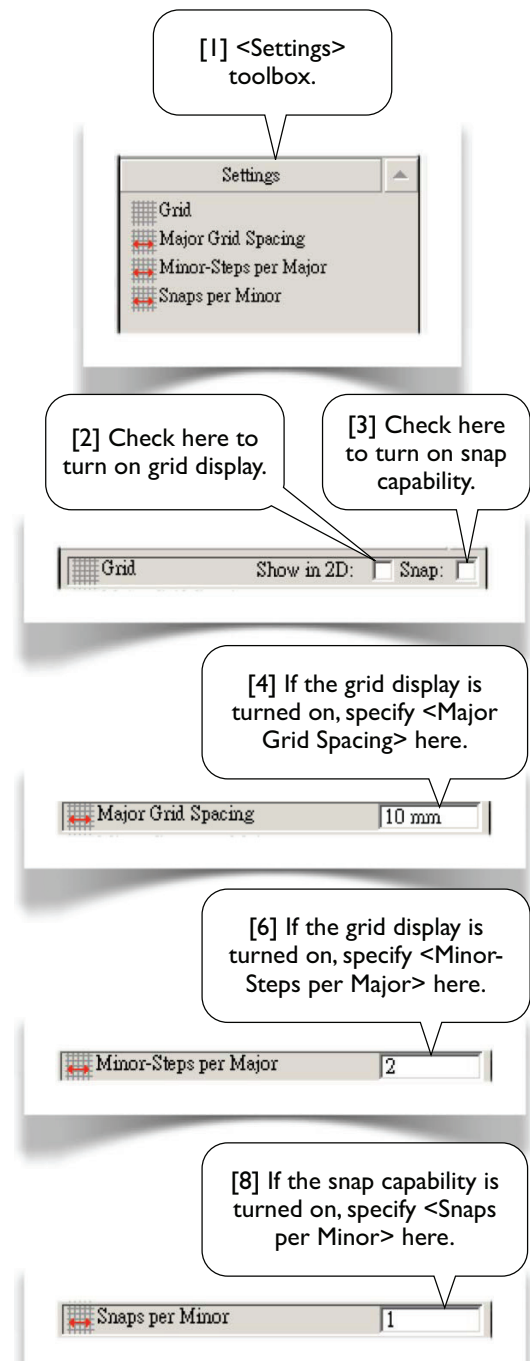 [1] <Settings>
toolbox.
Settings
Grid
Major Grid Spacing
Minor-Steps per Major
Snaps per Minor
[2] Check here to
turn on grid display.
[3] Check here
to turn on snap
capability.
Grid Show in 2D: Snap:
[4] If the grid display is
turned on, specify <Major
Grid Spacing> here.
Major Grid Spacing 10 mm
[6] If the grid display is
turned on, specify <Minor-
Steps per Major> here.
Minor-Steps per Major 2
[8] If the snap capability is
turned on, specify <Snaps
per Minor> here.
Snaps per Minor 1